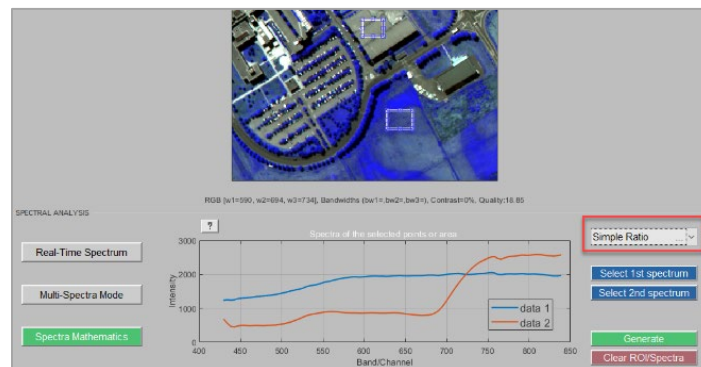 RGB [w1=590, w2=694, w3=734], Bandwidths (bw1=,bw2=,bw3=), Contrast=0%, Quality:18.85
SPECTRAL ANALYSIS
?
Spectra of the selected points or area
Real-Time Spectrum
Multi-Spectra Mode
Spectra Mathematics
Intensity
3000
2000
1000
0
400 450 500 550 600 650 700 750 800 850
Band/Channel
data 1
data 2
Simple Ratio ...
Select 1st spectrum
Select 2nd spectrum
Generate
Clear ROI/Spectra